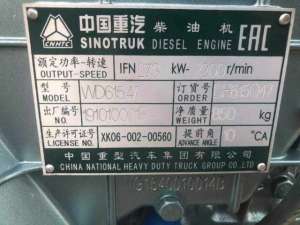 中国重汽 柴油机 EAC
CNHTC SINOTRUK DIESEL ENGINE
额定功率-转速 IFN kW- r/min
OUTPUT-SPEED
型号 WD615.47 订货号
MODEL ORDER
出厂编号 净质量 850 kg
WEIGHT
生产许可证号 XK06-002-00560 提前角 10 °CA
LICENSE NO. ADVANCE ANGLE
中国重型汽车集团有限公司
CHINA NATIONAL HEAVY DUTY TRUCK GROUP CO.LTD